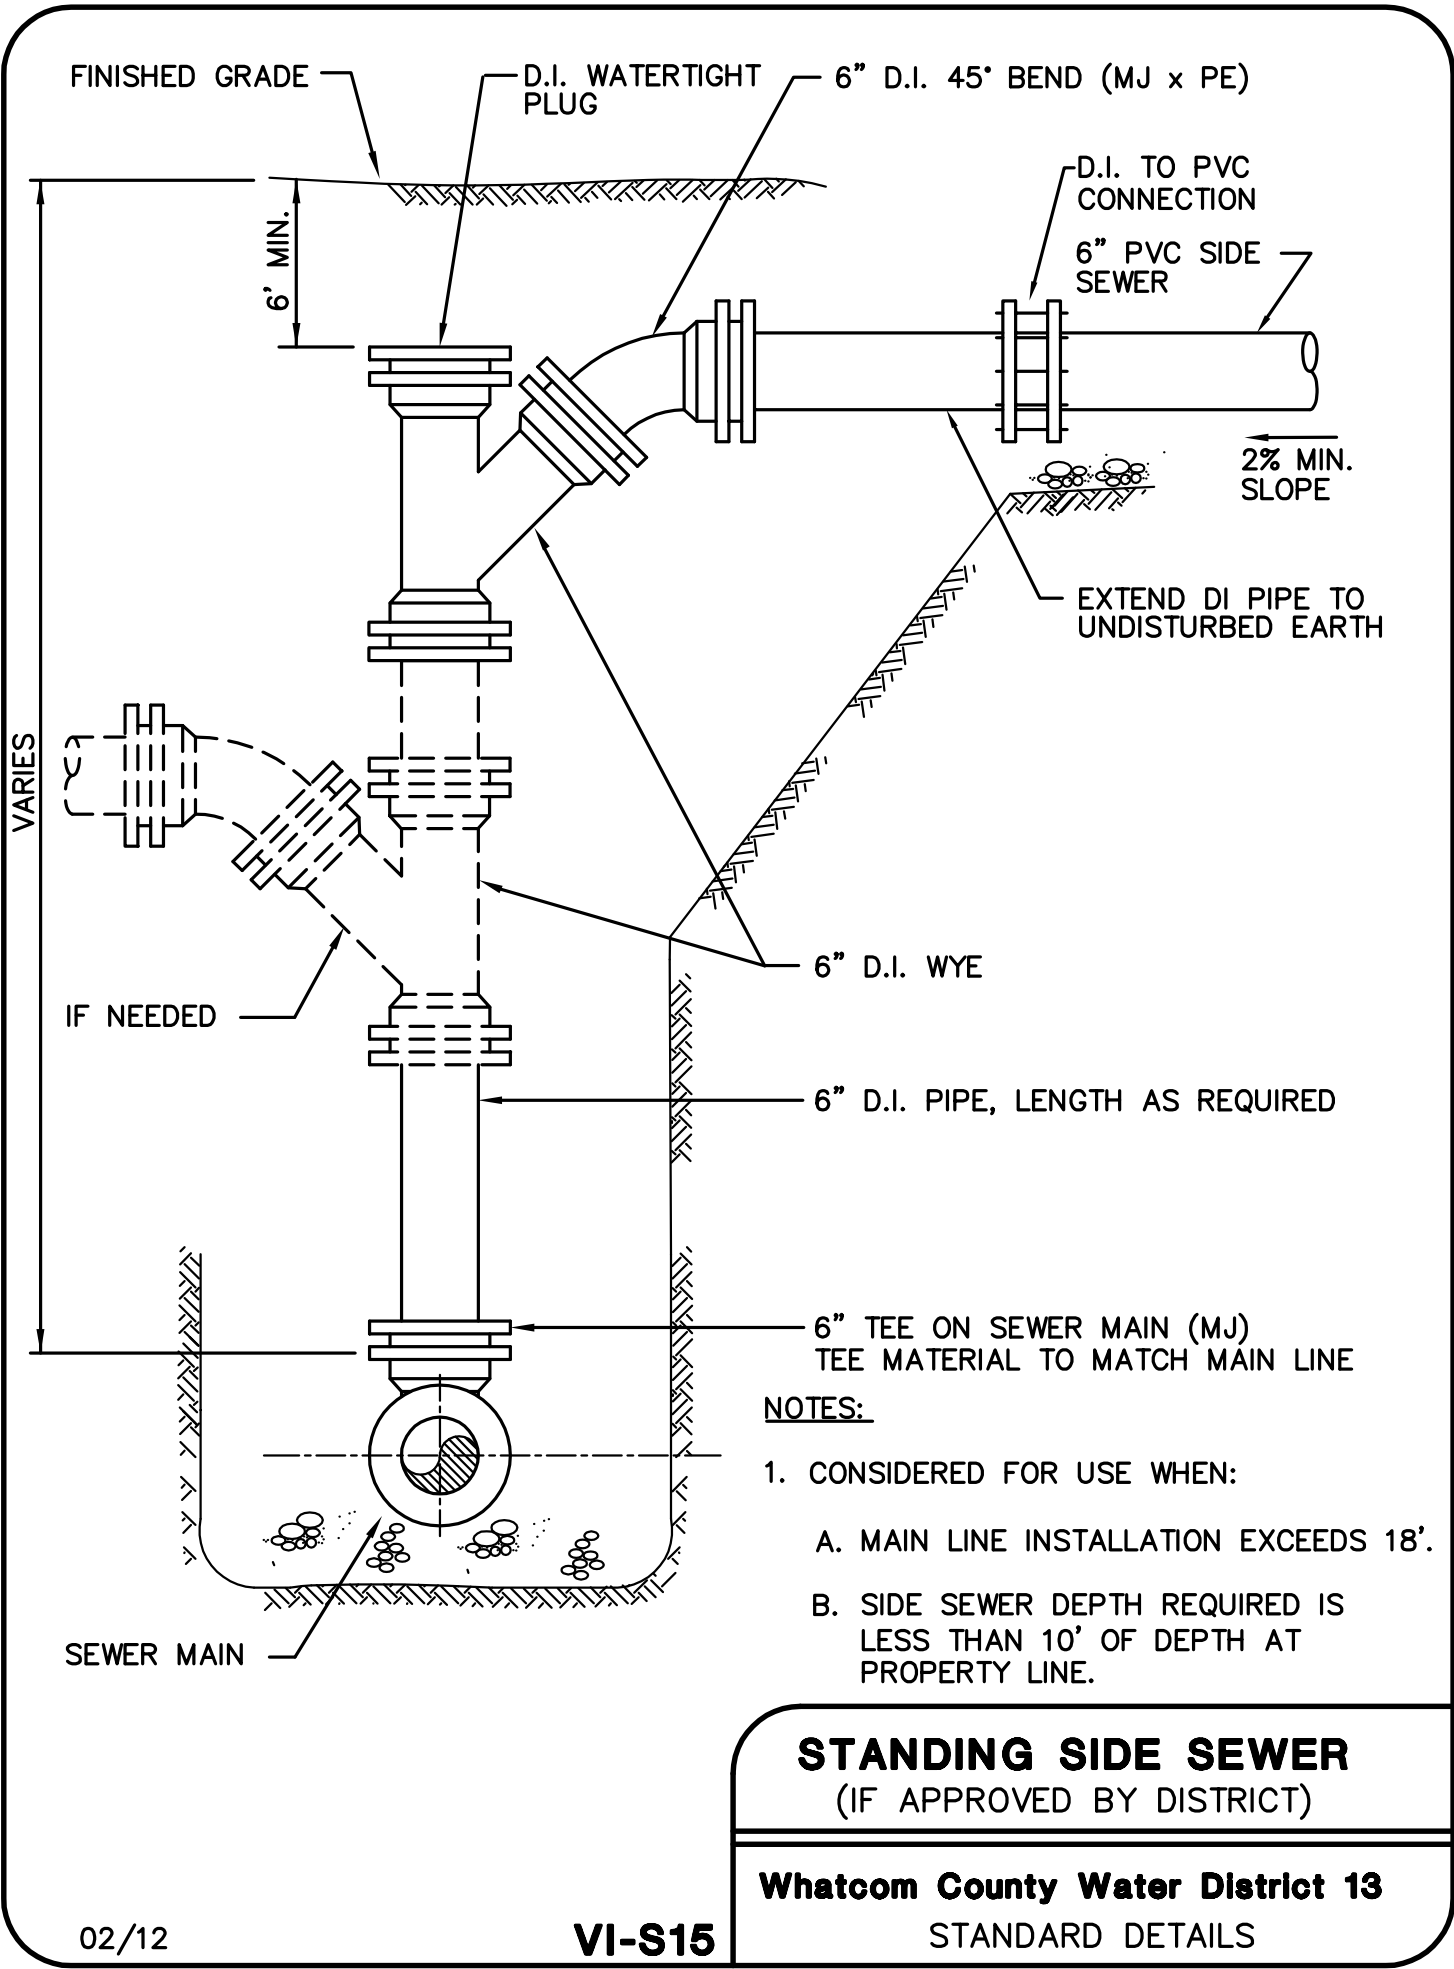 FINISHED GRADE
D.I. WATERTIGHT
PLUG
6" D.I. 45° BEND (MJ x PE)
D.I. TO PVC
CONNECTION
6" PVC SIDE
SEWER
6' MIN.
2% MIN.
SLOPE
EXTEND DI PIPE TO
UNDISTURBED EARTH
VARIES
6" D.I. WYE
IF NEEDED
6" D.I. PIPE, LENGTH AS REQUIRED
6" TEE ON SEWER MAIN (MJ)
TEE MATERIAL TO MATCH MAIN LINE
NOTES:
1. CONSIDERED FOR USE WHEN:
A. MAIN LINE INSTALLATION EXCEEDS 18'.
B. SIDE SEWER DEPTH REQUIRED IS
LESS THAN 10' OF DEPTH AT
PROPERTY LINE.
SEWER MAIN
STANDING SIDE SEWER
(IF APPROVED BY DISTRICT)
Whatcom County Water District 13
STANDARD DETAILS
02/12
VI-S15